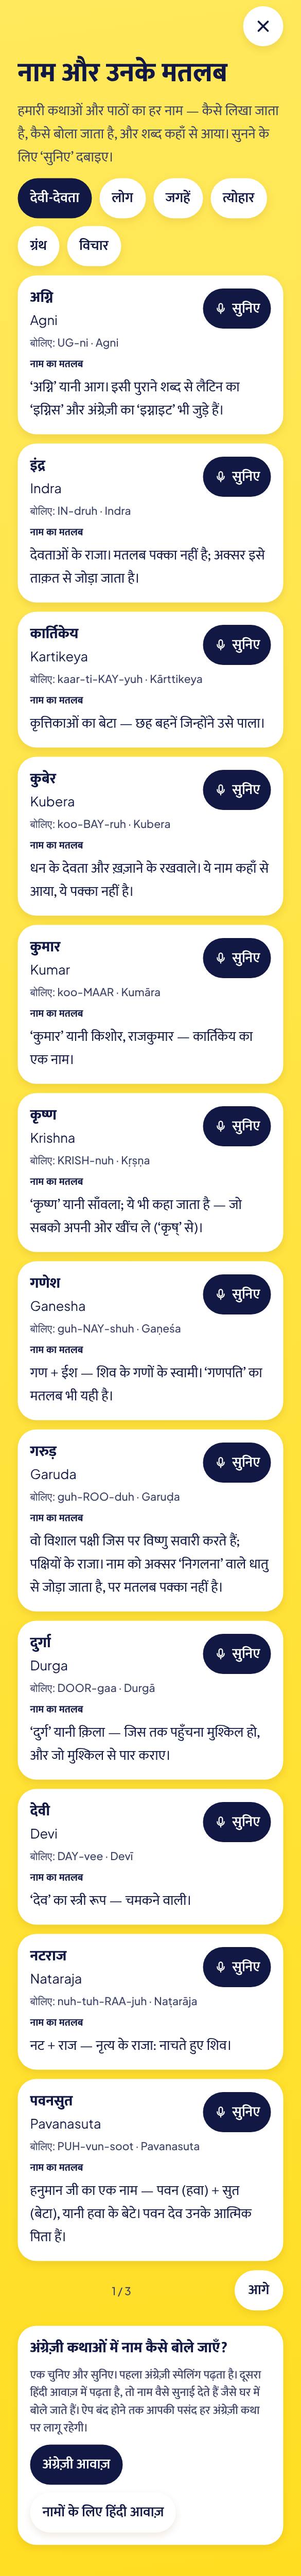 नाम और उनके मतलब
हमारी कथाओं और पाठों का हर नाम — कैसे लिखा जाता
है, कैसे बोला जाता है, और शब्द कहाँ से आया। सुनने के
लिए ‘सुनिए’ दबाइए।
देवी-देवता लोग जगहें त्योहार
ग्रंथ विचार
अग्नि
सुनिए
Agni
बोलिए: UG-ni · Agni
नाम का मतलब
‘अग्नि’ यानी आग। इसी पुराने शब्द से लैटिन का
‘इग्निस’ और अंग्रेज़ी का ‘इग्नाइट’ भी जुड़े हैं।
इंद्र
सुनिए
Indra
बोलिए: IN-druh · Indra
नाम का मतलब
देवताओं के राजा। मतलब पक्का नहीं है; अक्सर इसे
ताक़त से जोड़ा जाता है।
कार्तिकेय
सुनिए
Kartikeya
बोलिए: kaar-ti-KAY-yuh · Kārttikeya
नाम का मतलब
कृत्तिकाओं का बेटा — छह बहनें जिन्होंने उसे पाला।
कुबेर
सुनिए
Kubera
बोलिए: koo-BAY-ruh · Kubera
नाम का मतलब
धन के देवता और ख़ज़ाने के रखवाले। ये नाम कहाँ से
आया, ये पक्का नहीं है।
कुमार
सुनिए
Kumar
बोलिए: koo-MAAR · Kumāra
नाम का मतलब
‘कुमार’ यानी किशोर, राजकुमार — कार्तिकेय का
एक नाम।
कृष्ण
सुनिए
Krishna
बोलिए: KRISH-nuh · Kṛṣṇa
नाम का मतलब
‘कृष्ण’ यानी साँवला; ये भी कहा जाता है — जो
सबको अपनी ओर खींच ले (‘कृष्’ से)।
गणेश
सुनिए
Ganesha
बोलिए: guh-NAY-shuh · Gaṇeśa
नाम का मतलब
गण + ईश — शिव के गणों के स्वामी। ‘गणपति’ का
मतलब भी यही है।
गरुड़
सुनिए
Garuda
बोलिए: guh-ROO-duh · Garuḍa
नाम का मतलब
वो विशाल पक्षी जिस पर विष्णु सवारी करते हैं;
पक्षियों के राजा। नाम को अक्सर ‘निगलना’ वाले धातु
से जोड़ा जाता है, पर मतलब पक्का नहीं है।
दुर्गा
सुनिए
Durga
बोलिए: DOOR-gaa · Durgā
नाम का मतलब
‘दुर्ग’ यानी क़िला — जिस तक पहुँचना मुश्किल हो,
और जो मुश्किल से पार कराए।
देवी
सुनिए
Devi
बोलिए: DAY-vee · Devī
नाम का मतलब
‘देव’ का स्त्री रूप — चमकने वाली।
नटराज
सुनिए
Nataraja
बोलिए: nuh-tuh-RAA-juh · Naṭarāja
नाम का मतलब
नट + राज — नृत्य के राजा: नाचते हुए शिव।
पवनसुत
सुनिए
Pavanasuta
बोलिए: PUH-vun-soot · Pavanasuta
नाम का मतलब
हनुमान जी का एक नाम — पवन (हवा) + सुत
(बेटा), यानी हवा के बेटे। पवन देव उनके आत्मिक
पिता हैं।
1 / 3 आगे
अंग्रेज़ी कथाओं में नाम कैसे बोले जाएँ?
एक चुनिए और सुनिए। पहला अंग्रेज़ी स्पेलिंग पढ़ता है। दूसरा
हिंदी आवाज़ में पढ़ता है, तो नाम वैसे सुनाई देते हैं जैसे घर में
बोले जाते हैं। ऐप बंद होने तक आपकी पसंद हर अंग्रेज़ी कथा
पर लागू रहेगी।
अंग्रेज़ी आवाज़
नामों के लिए हिंदी आवाज़